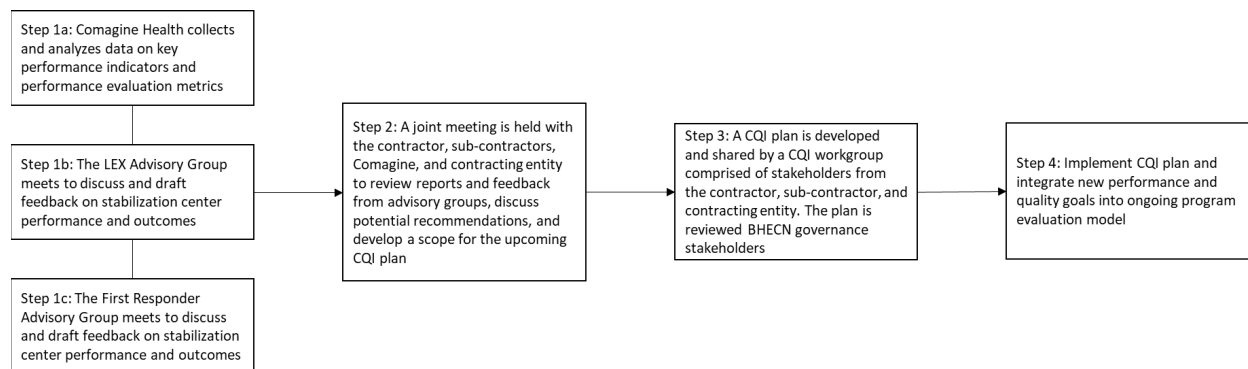 Step 1a: Comagine Health collects
and analyzes data on key
performance indicators and
performance evaluation metrics
Step 1b: The LEX Advisory Group
meets to discuss and draft
feedback on stabilization center
performance and outcomes
Step 1c: The First Responder
Advisory Group meets to discuss
and draft feedback on stabilization
center performance and outcomes
Step 2: A joint meeting is held with
the contractor, sub-contractors,
Comagine, and contracting entity
to review reports and feedback
from advisory groups, discuss
potential recommendations, and
develop a scope for the upcoming
CQI plan
Step 3: A CQI plan is developed
and shared by a CQI workgroup
comprised of stakeholders from
the contractor, sub-contractor, and
contracting entity. The plan is
reviewed BHECN governance
stakeholders
Step 4: Implement CQI plan and
integrate new performance and
quality goals into ongoing program
evaluation model